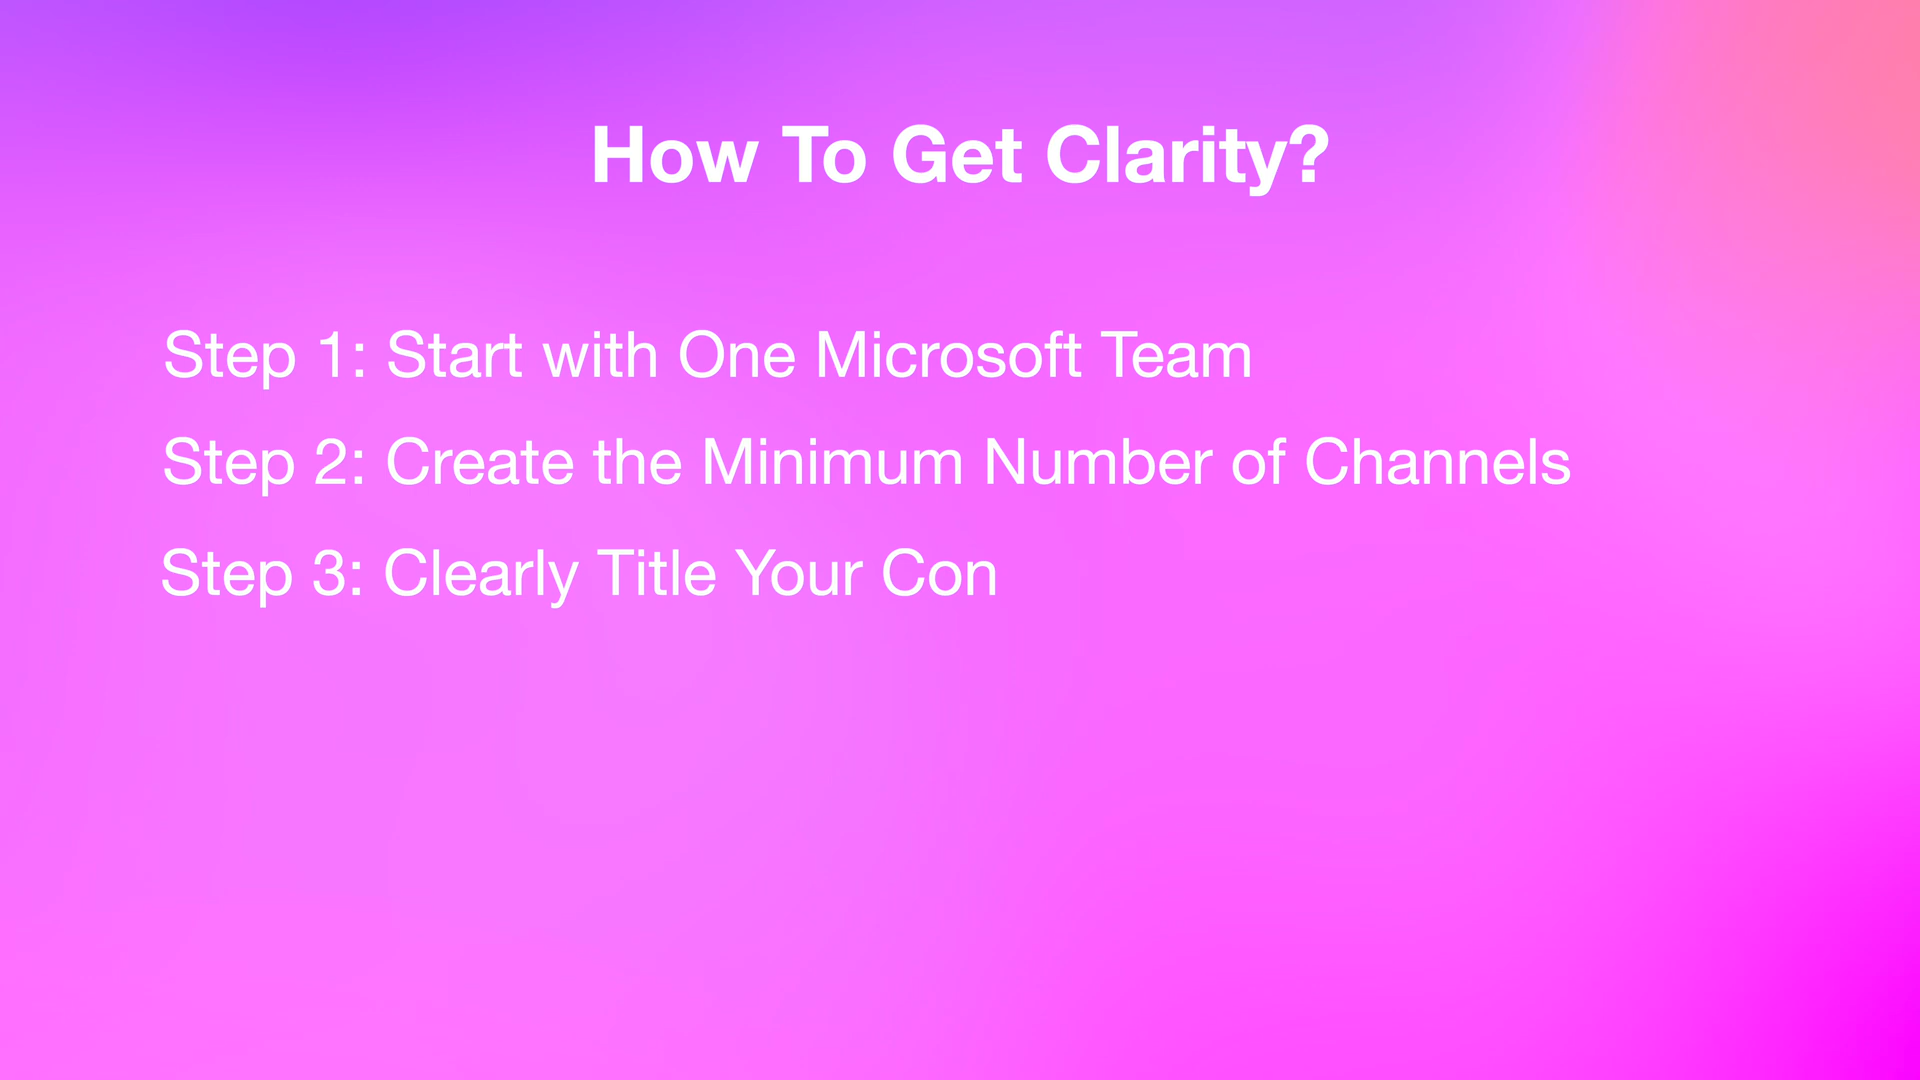 How To Get Clarity?
Step 1: Start with One Microsoft Team
Step 2: Create the Minimum Number of Channels
Step 3: Clearly Title Your Con